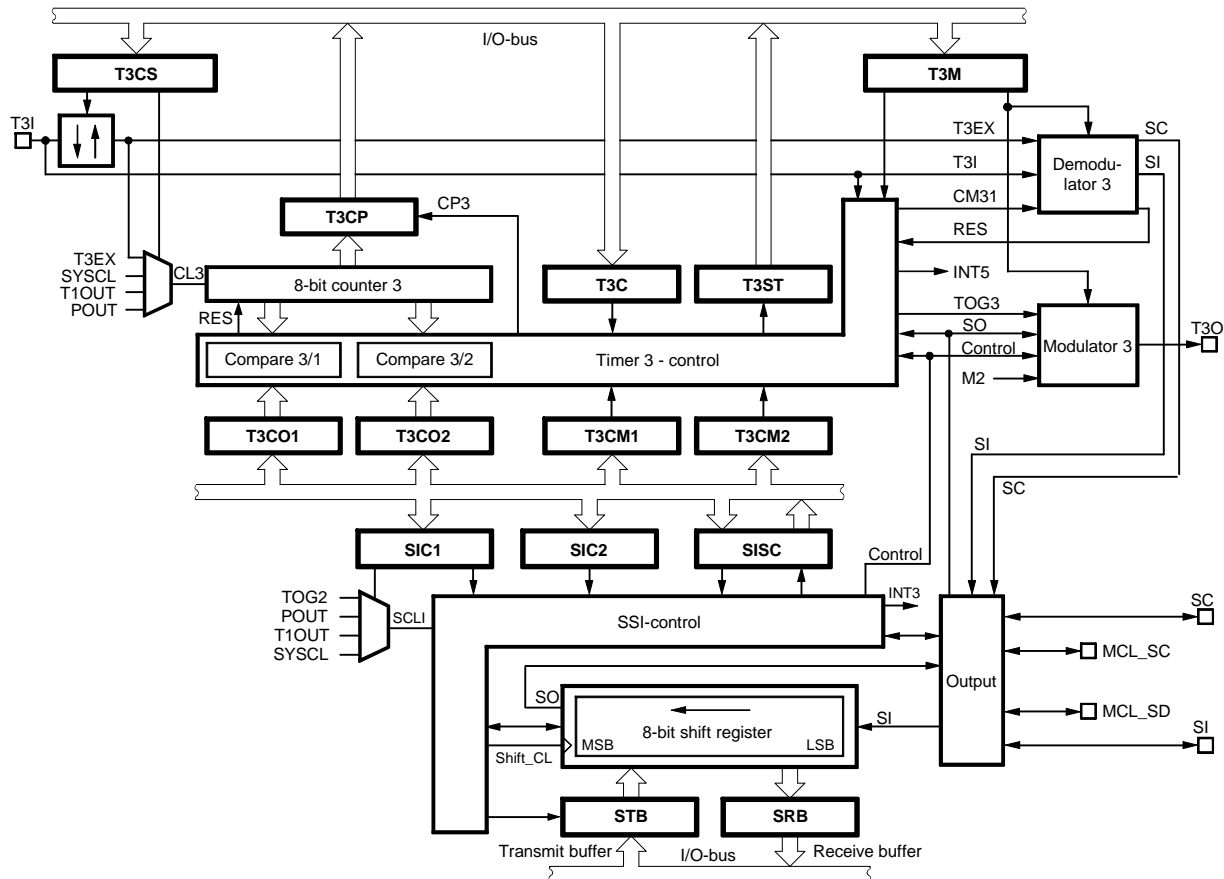 I/O-bus
T3CS
T3M
T3I
T3EX
SC
T3I
SI
Demodu-
lator 3
T3CP
CP3
CM31
RES
T3EX
SYSCL
T1OUT
POUT
CL3
8-bit counter 3
T3C
T3ST
INT5
RES
TOG3
SO
Control
M2
Modulator 3
T3O
Compare 3/1
Compare 3/2
Timer 3 - control
T3CO1
T3CO2
T3CM1
T3CM2
SI
SC
SIC1
SIC2
SISC
Control
TOG2
POUT
T1OUT
SYSCL
SCLI
SSI-control
INT3
SC
MCL_SC
Output
SO
SI
8-bit shift register
MSB
LSB
MCL_SD
SI
Shift_CL
STB
SRB
Transmit buffer
I/O-bus
Receive buffer